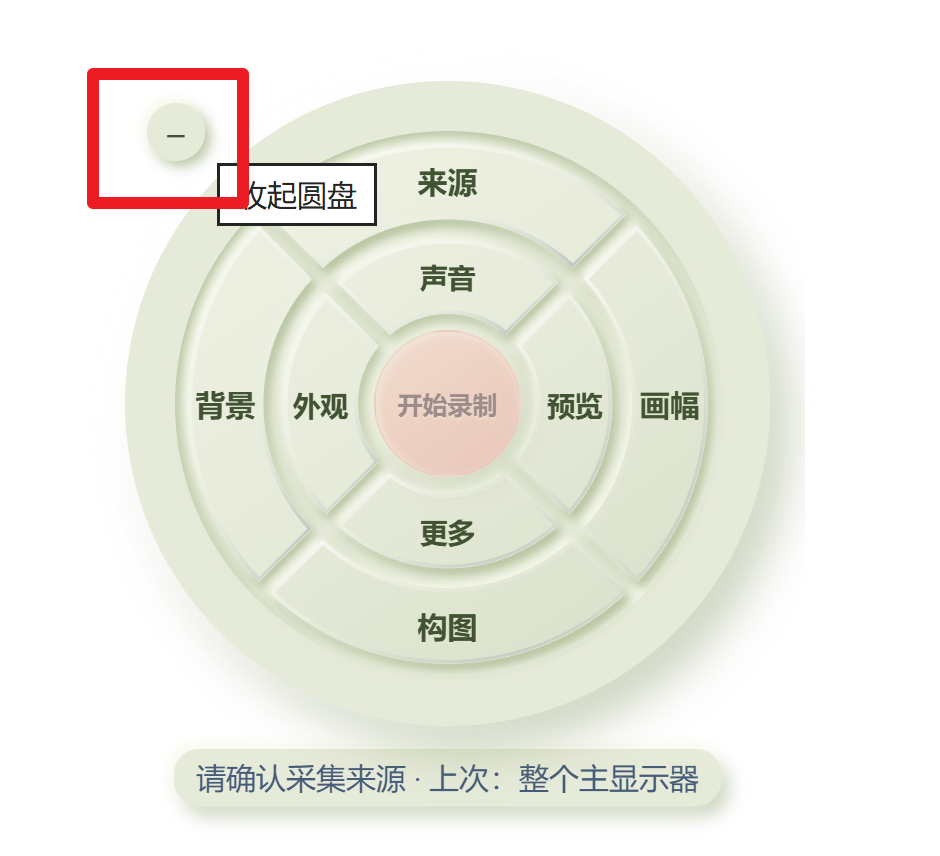 —
收起圆盘
来源
声音
背景
外观
开始录制
预览
画幅
更多
构图
请确认采集来源 · 上次：整个主显示器